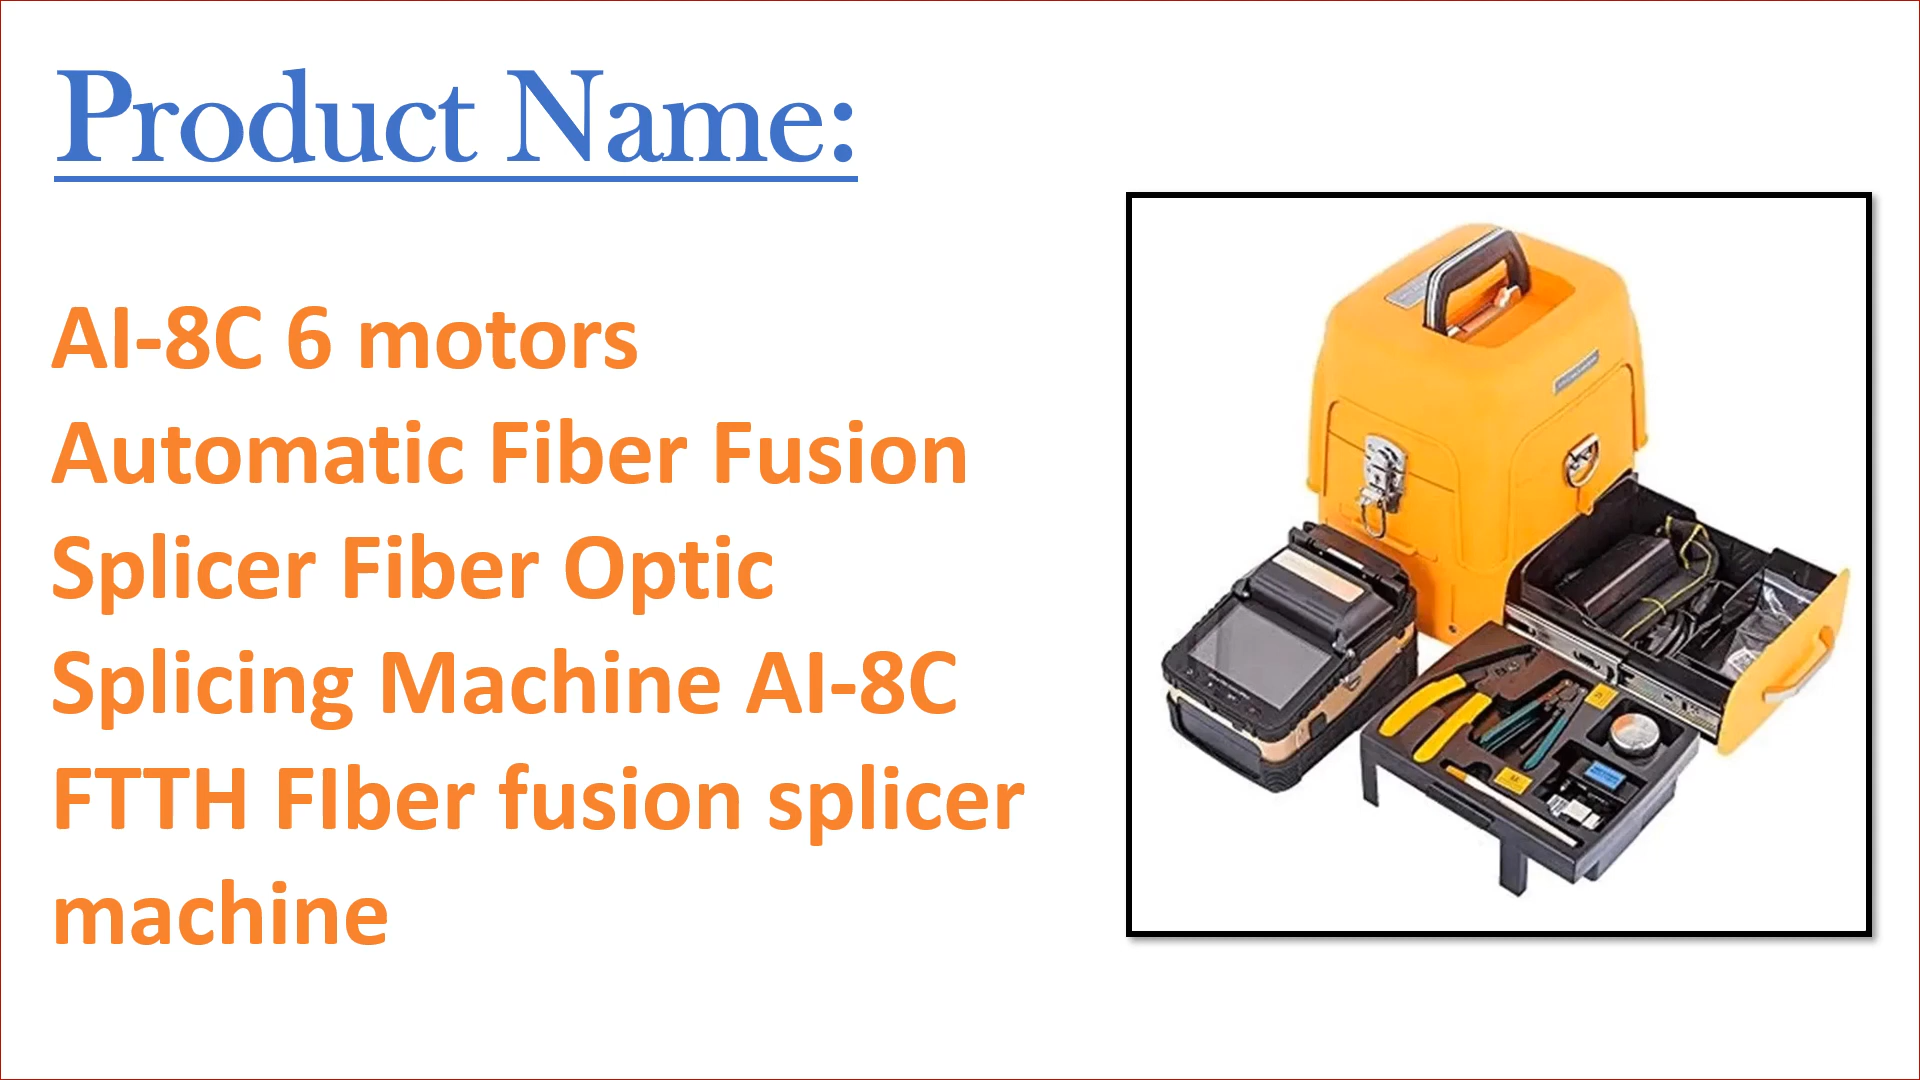 Product Name:
AI-8C 6 motors
Automatic Fiber Fusion
Splicer Fiber Optic
Splicing Machine AI-8C
FTTH FIber fusion splicer
machine